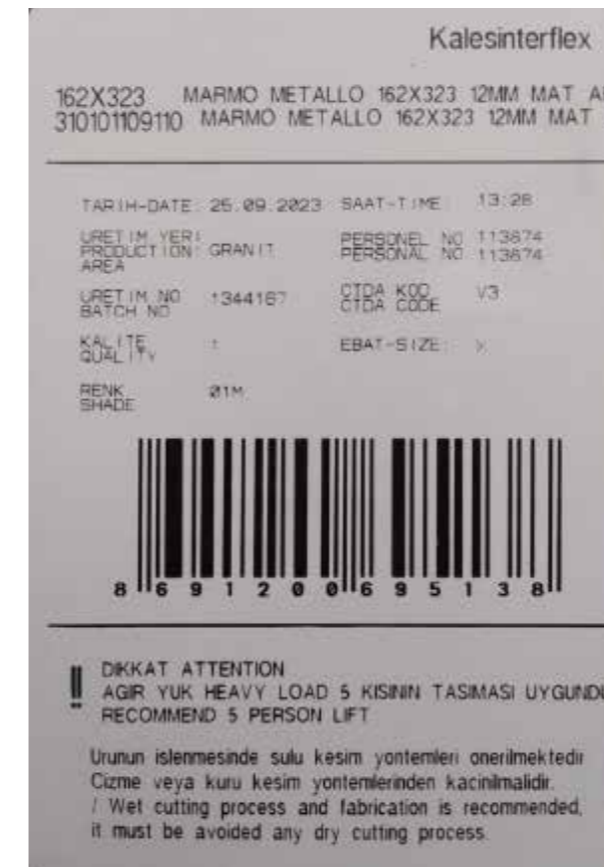 Kalesinterflex
162X323 MARMO METALLO 162X323 12MM MAT
310101109110 MARMO METALLO 162X323 12MM MAT
TARIH-DATE: 25.09.2023 SAAT-TIME: 13:28
URETIM YERI
PRODUCTION: GRANIT
AREA
PERSONEL NO 113674
PERSONAL NO 113674
URETIM NO 1344167
BATCH NO
CTDA KOD V3
CTDA CODE
KALITE
QUALITY
EBAT-SIZE:
RENK 01M
SHADE
8 691200 695138
DIKKAT ATTENTION
AGIR YUK HEAVY LOAD 5 KISININ TASIMASI
RECOMMEND 5 PERSON LIFT
Urunun islenmesinde sulu kesim yontemleri onerilmektedir
Cizme veya kuru kesim yontemlerinden kacinilmalidir.
/ Wet cutting process and fabrication is recommended,
it must be avoided any dry cutting process.